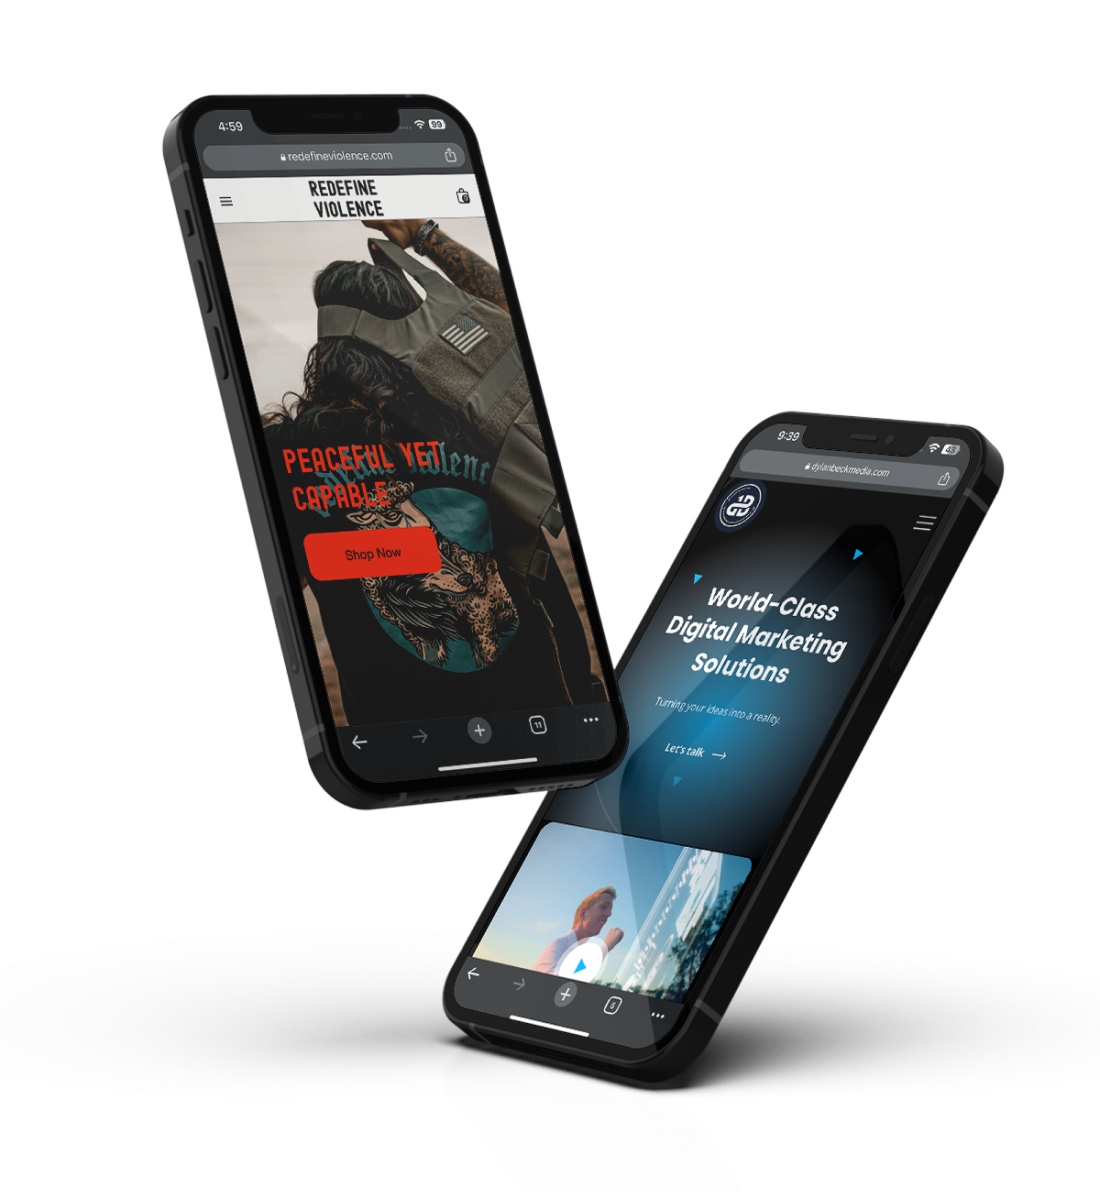 4:59
99
redefineviolence.com
REDEFINE
VIOLENCE
PEACEFUL YET
CAPABLE
Shop Now
11
9:39
dylanbeckmedia.com
World-Class
Digital Marketing
Solutions
Turning your ideas into a reality.
Let's talk